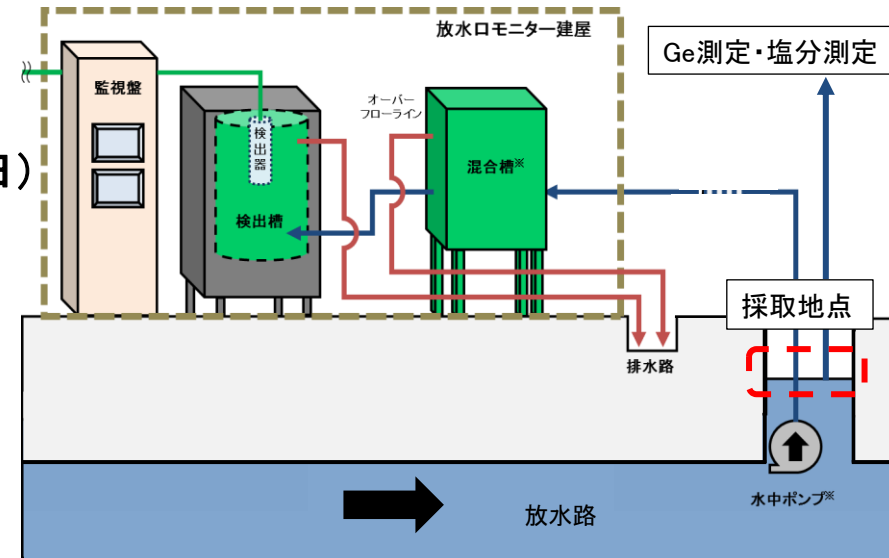 放水口モニター建屋
Ge測定・塩分測定
監視盤
オーバー
フローライン
検出器
混合槽※
検出槽
日)
採取地点
排水路
水中ポンプ※
放水路